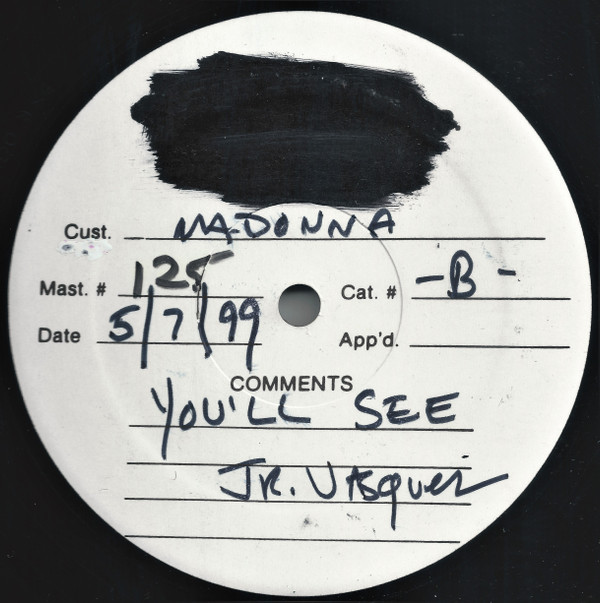 Cust. MADONNA
Mast. # 125 Cat. # -B-
Date 5/7/99 App'd.
COMMENTS
YOU'LL SEE
JR. VASQUEZ